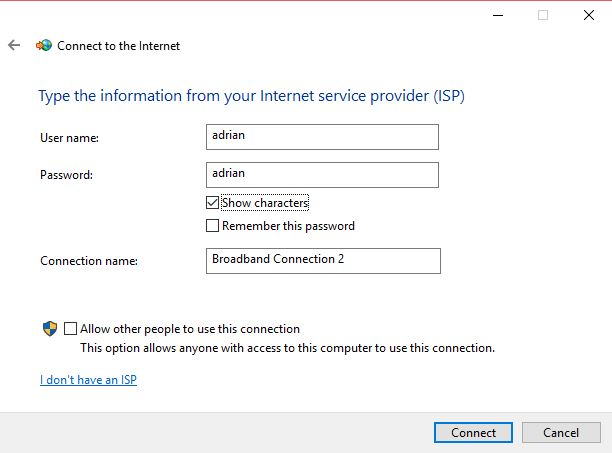 Connect to the Internet
Type the information from your Internet service provider (ISP)
User name: adrian
Password: adrian
Show characters
Remember this password
Connection name: Broadband Connection 2
Allow other people to use this connection
This option allows anyone with access to this computer to use this connection.
I don't have an ISP
Connect Cancel